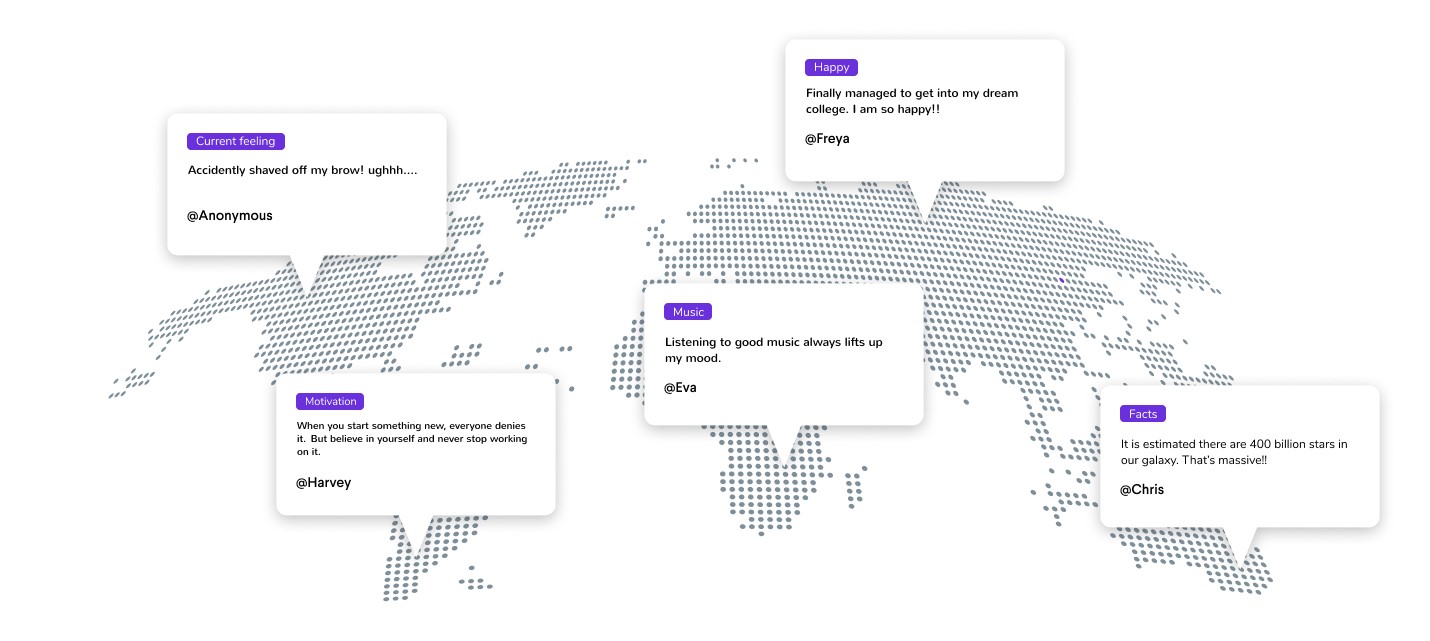 Happy
Finally managed to get into my dream
college. I am so happy!!
@Freya
Current feeling
Accidently shaved off my brow! ughhh....
@Anonymous
Music
Listening to good music always lifts up
my mood.
@Eva
Motivation
When you start something new, everyone denies
it. But believe in yourself and never stop working
on it.
@Harvey
Facts
It is estimated there are 400 billion stars in
our galaxy. That's massive!!
@Chris